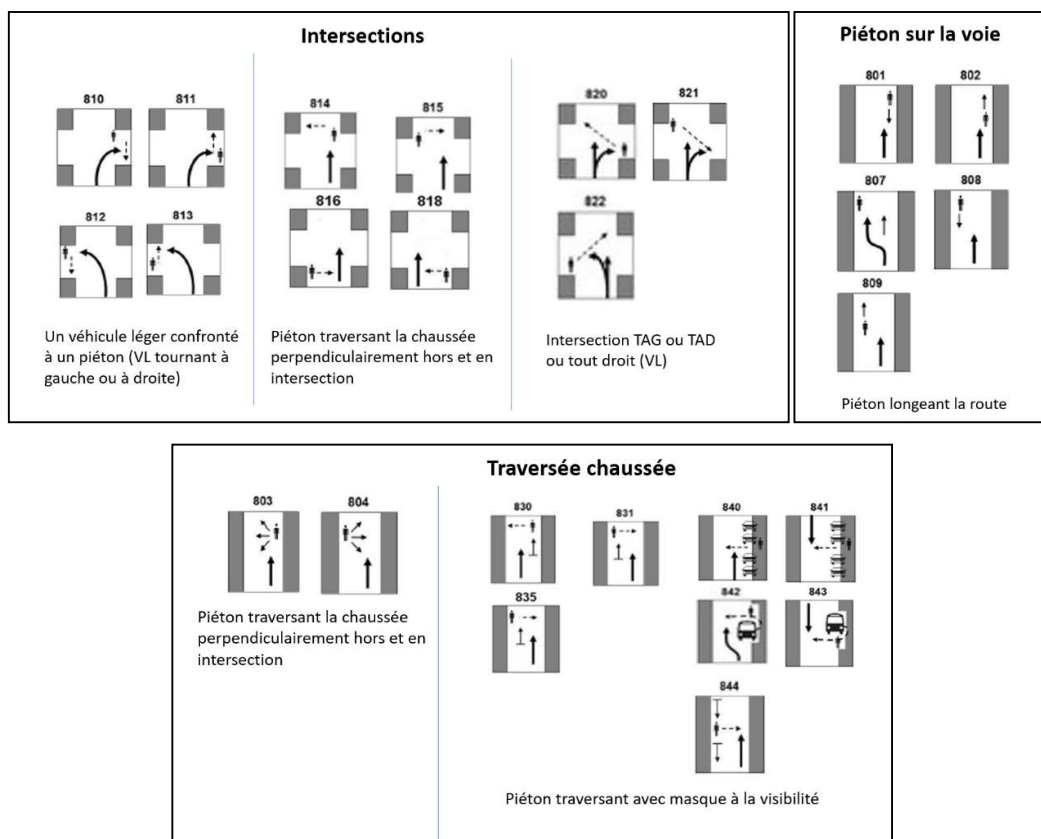 Intersections
810
811
812
813
Un véhicule léger confronté
à un piéton (VL tournant à
gauche ou à droite)
814
815
816
818
Piéton traversant la chaussée
perpendiculairement hors et en
intersection
820
821
822
Intersection TAG ou TAD
ou tout droit (VL)
Piéton sur la voie
801
802
807
808
809
Piéton longeant la route
Traversée chaussée
803
804
Piéton traversant la chaussée
perpendiculairement hors et en
intersection
830
831
835
840
841
842
843
844
Piéton traversant avec masque à la visibilité